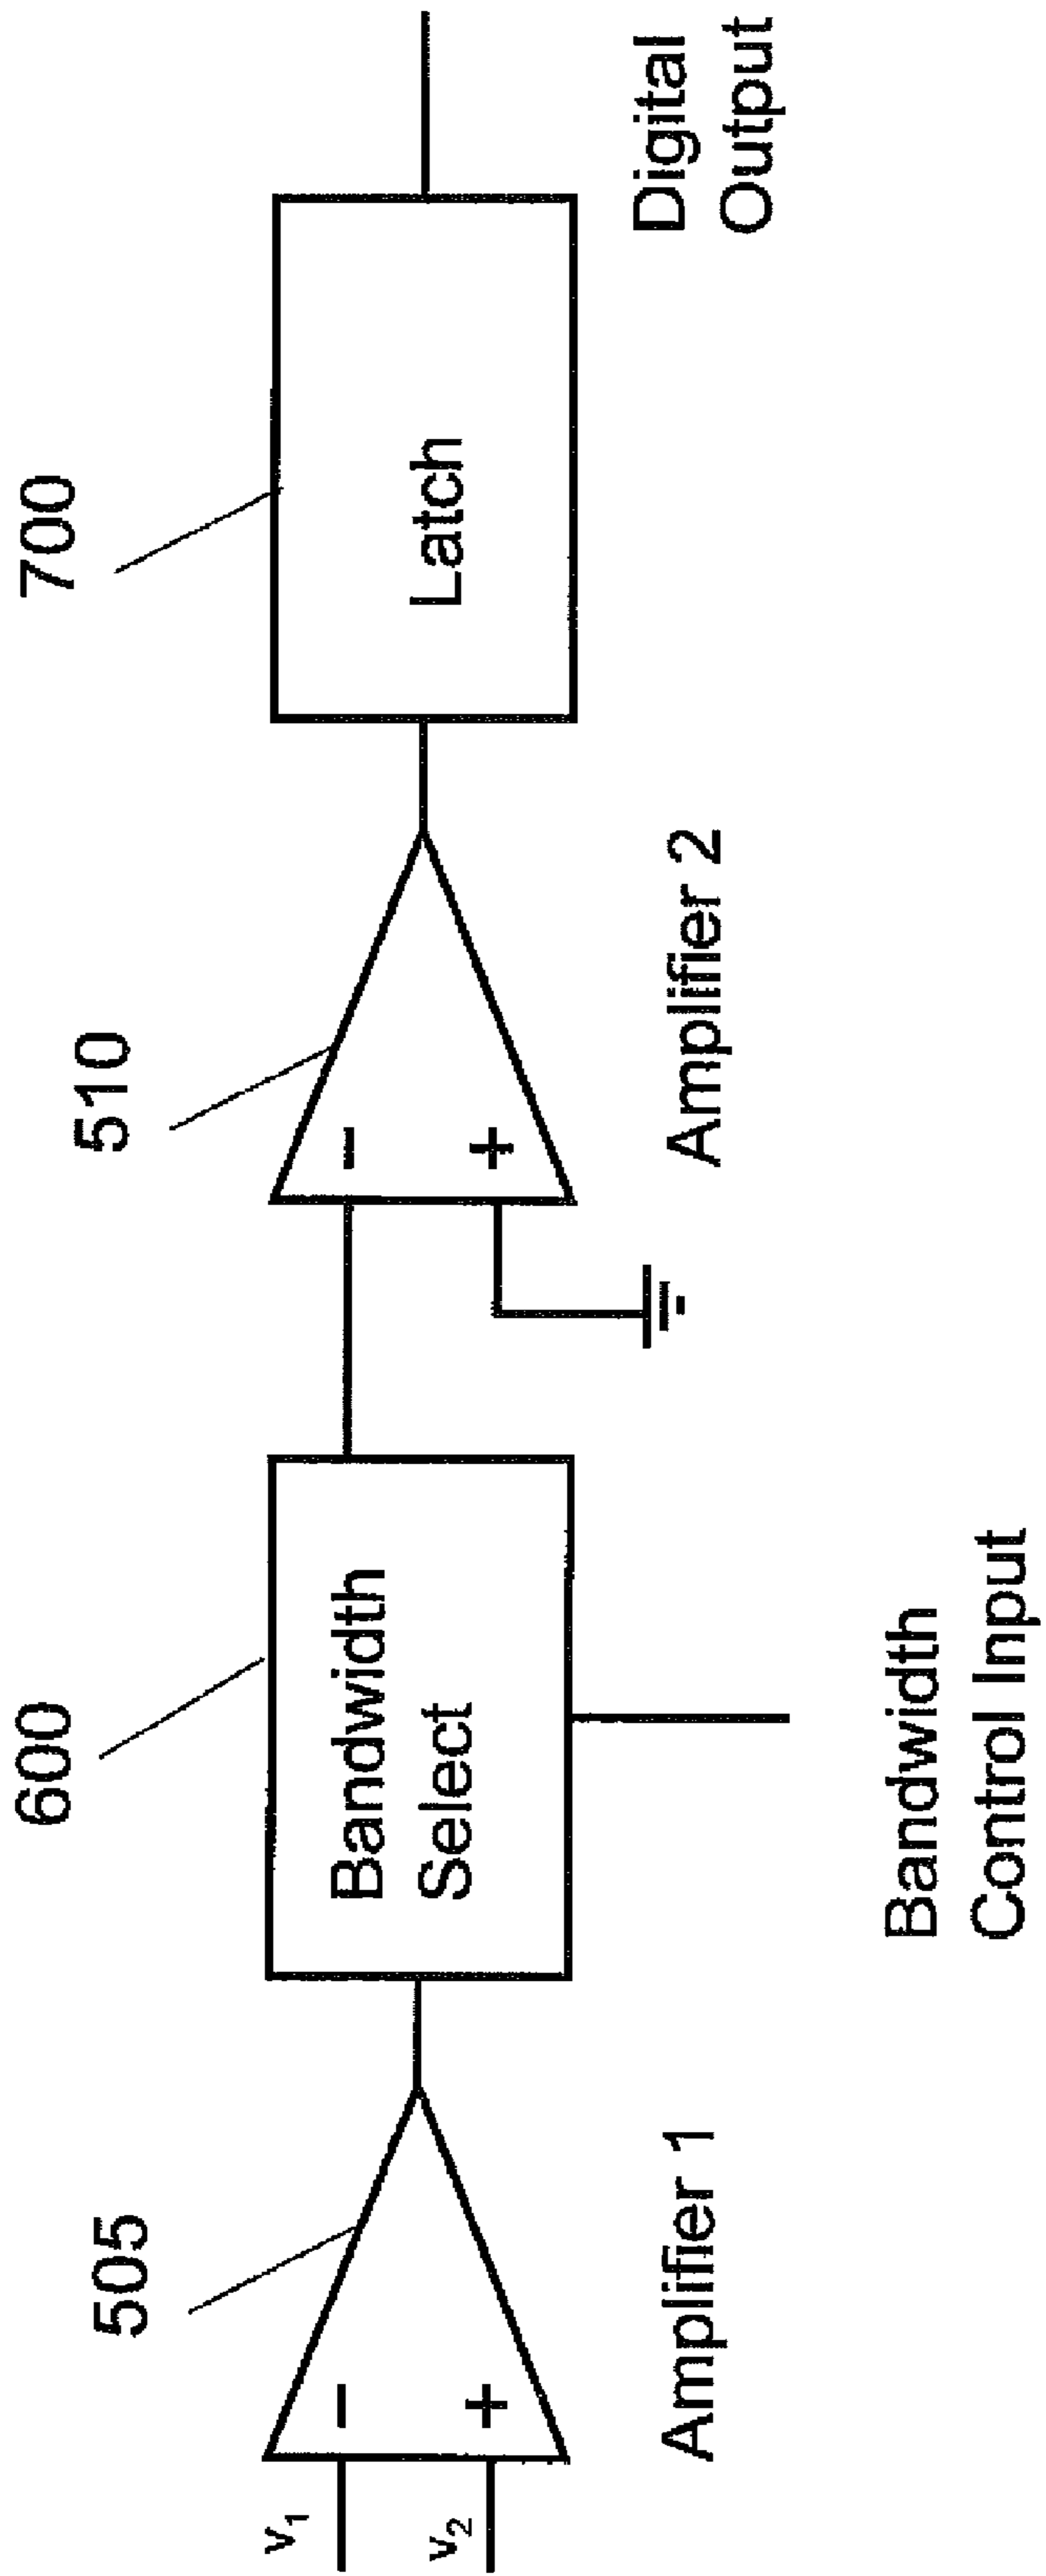 505
600
510
700
v₁
v₂
−
+
Bandwidth
Select
−
+
Latch
Amplifier 1
Bandwidth
Control Input
Amplifier 2
Digital
Output